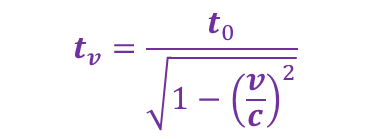 t_v = t_0 / √(1 − (v/c)^2)